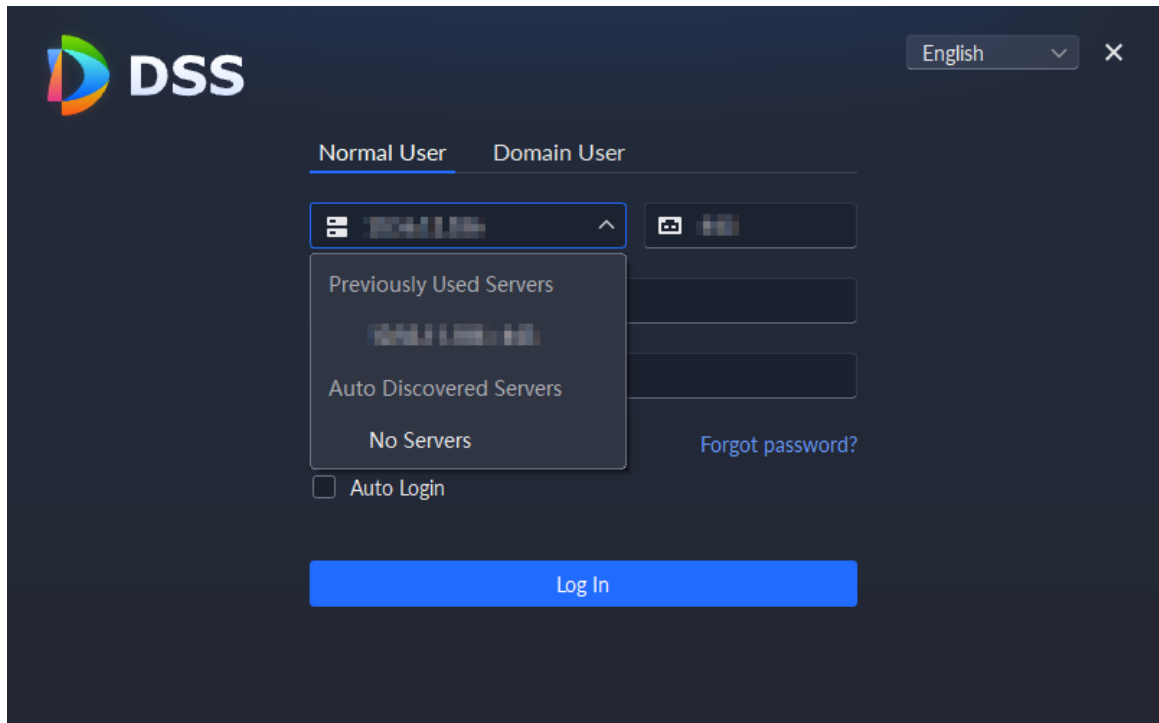 DSS
English
Normal User Domain User
Previously Used Servers
Auto Discovered Servers
No Servers
Forgot password?
Auto Login
Log In